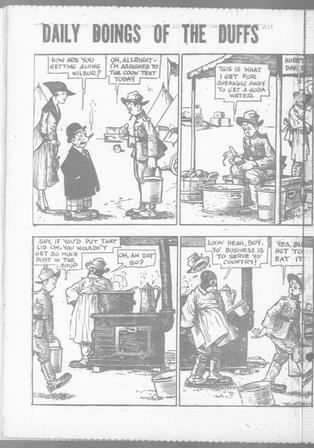 DAILY DOINGS OF THE DUFFS
HOW ARE YOU
GETTING ALONG
WILBUR?
OH, ALLRIGHT-
I'M ASSIGNED TO
THE COOK TENT
TODAY
THIS IS WHAT
I GET FOR
SNEAKING AWAY
TO GET A SODA
WATER.
HURRY
DAR
SAY, IF YOU'D PUT THAT
LID ON, YOU WOULDN'T
GET SO MUCH
DUST IN THE
SOUP
OH, AM DAT
SO?
LOOK HEAH, BOY,
YO' BUSINESS IS
TO SERVE YO'
COUNTRY!
YES, BU
NOT TO
EAT IT